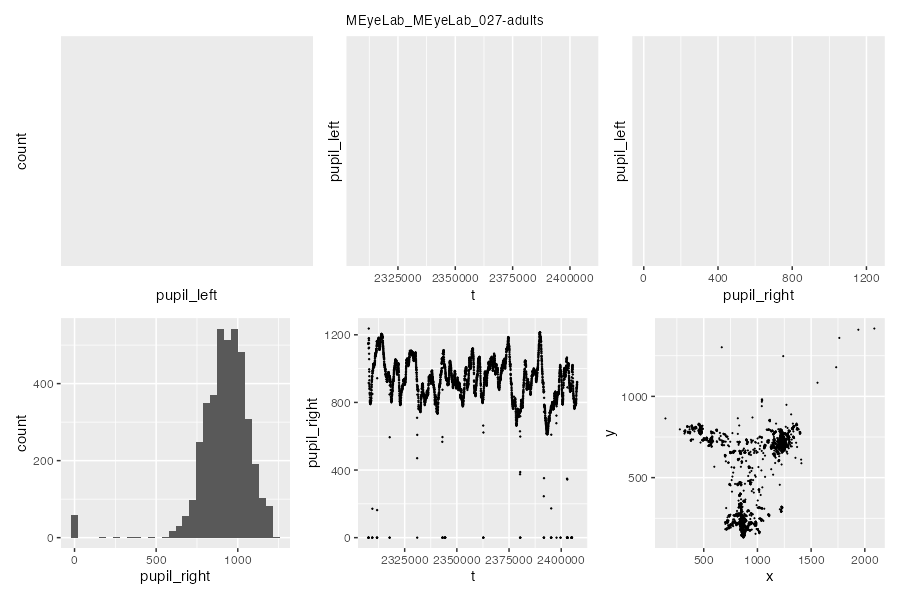 MEyeLab_MEyeLab_027-adults
count
pupil_left
pupil_left
2325000 2350000 2375000 2400000
t
pupil_left
0 400 800 1200
pupil_right
count
400
200
0
0 500 1000
pupil_right
pupil_right
1200
800
400
0
2325000 2350000 2375000 2400000
t
y
1000
500
500 1000 1500 2000
x